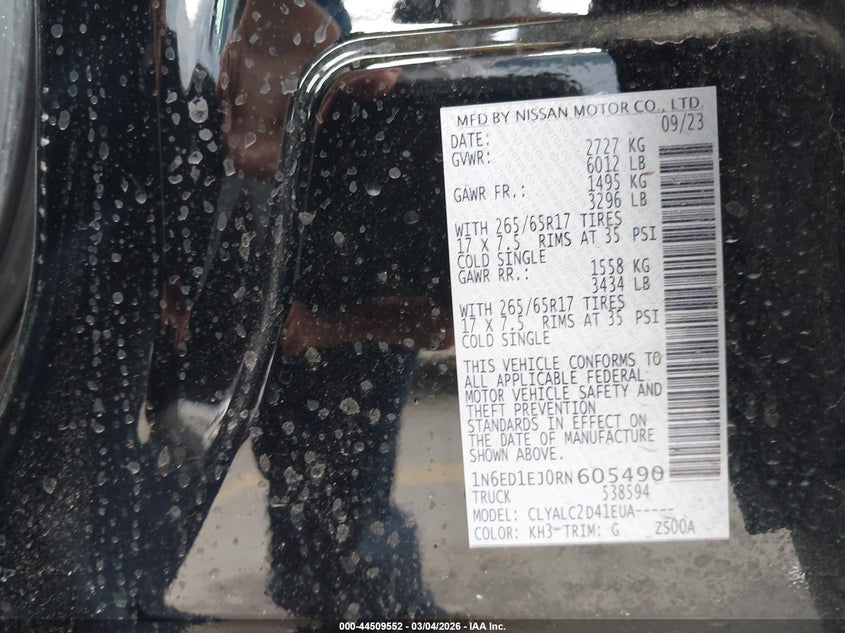 MFD BY NISSAN MOTOR CO., LTD.
DATE: 09/23
GVWR: 2727 KG
6012 LB
GAWR FR.: 1495 KG
3296 LB
WITH 265/65R17 TIRES
17 X 7.5 RIMS AT 35 PSI
COLD SINGLE
GAWR RR.: 1558 KG
3434 LB
WITH 265/65R17 TIRES
17 X 7.5 RIMS AT 35 PSI
COLD SINGLE
THIS VEHICLE CONFORMS TO
ALL APPLICABLE FEDERAL
MOTOR VEHICLE SAFETY AND
THEFT PREVENTION
STANDARDS IN EFFECT ON
THE DATE OF MANUFACTURE
SHOWN ABOVE.
1N6ED1EJ0RN605490
TRUCK 538594
MODEL: CLYALC2D41EUA-----
COLOR: KH3-TRIM: G Z500A
000-44509552 - 03/04/2026 - IAA Inc.